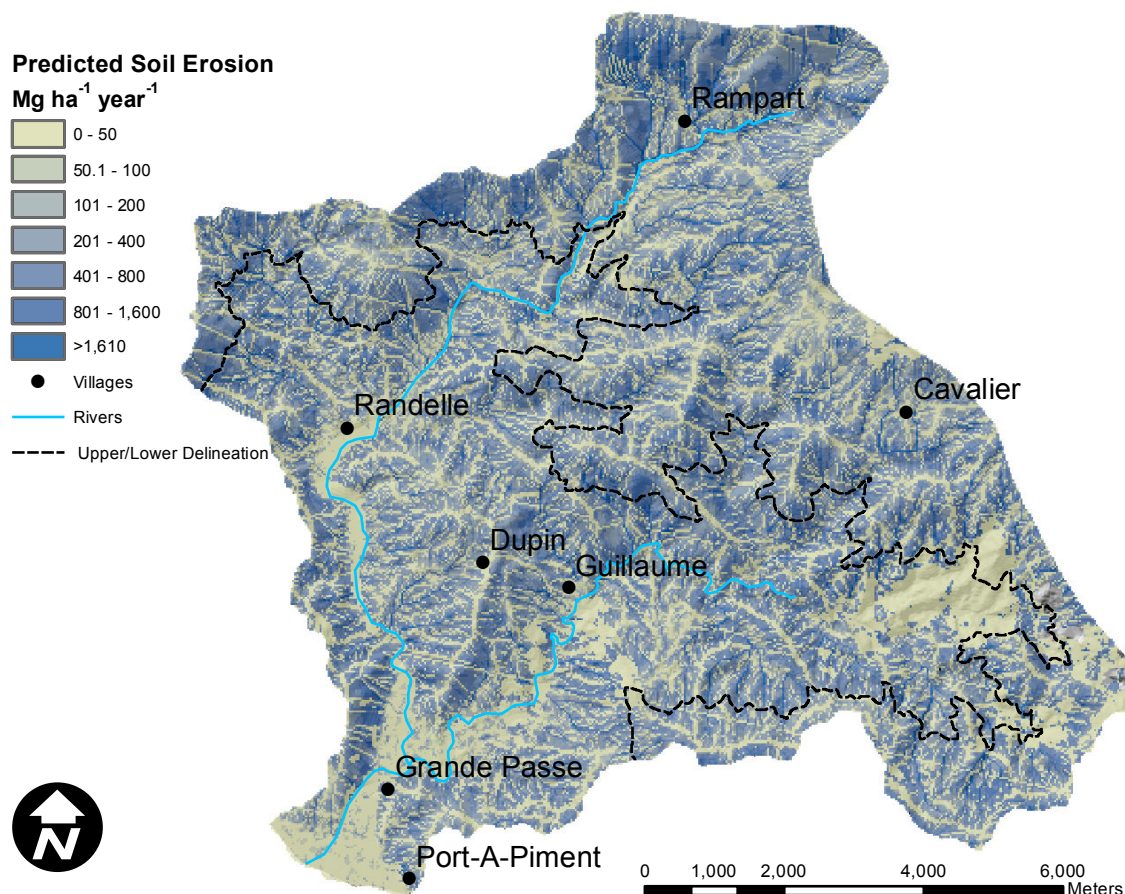 Predicted Soil Erosion
Mg ha⁻¹ year⁻¹
0 - 50
50.1 - 100
101 - 200
201 - 400
401 - 800
801 - 1,600
>1,610
Villages
Rivers
Upper/Lower Delineation
Rampart
Cavalier
Randelle
Dupin
Guillaume
Grande Passe
Port-A-Piment
N
0 1,000 2,000 4,000 6,000
Meters